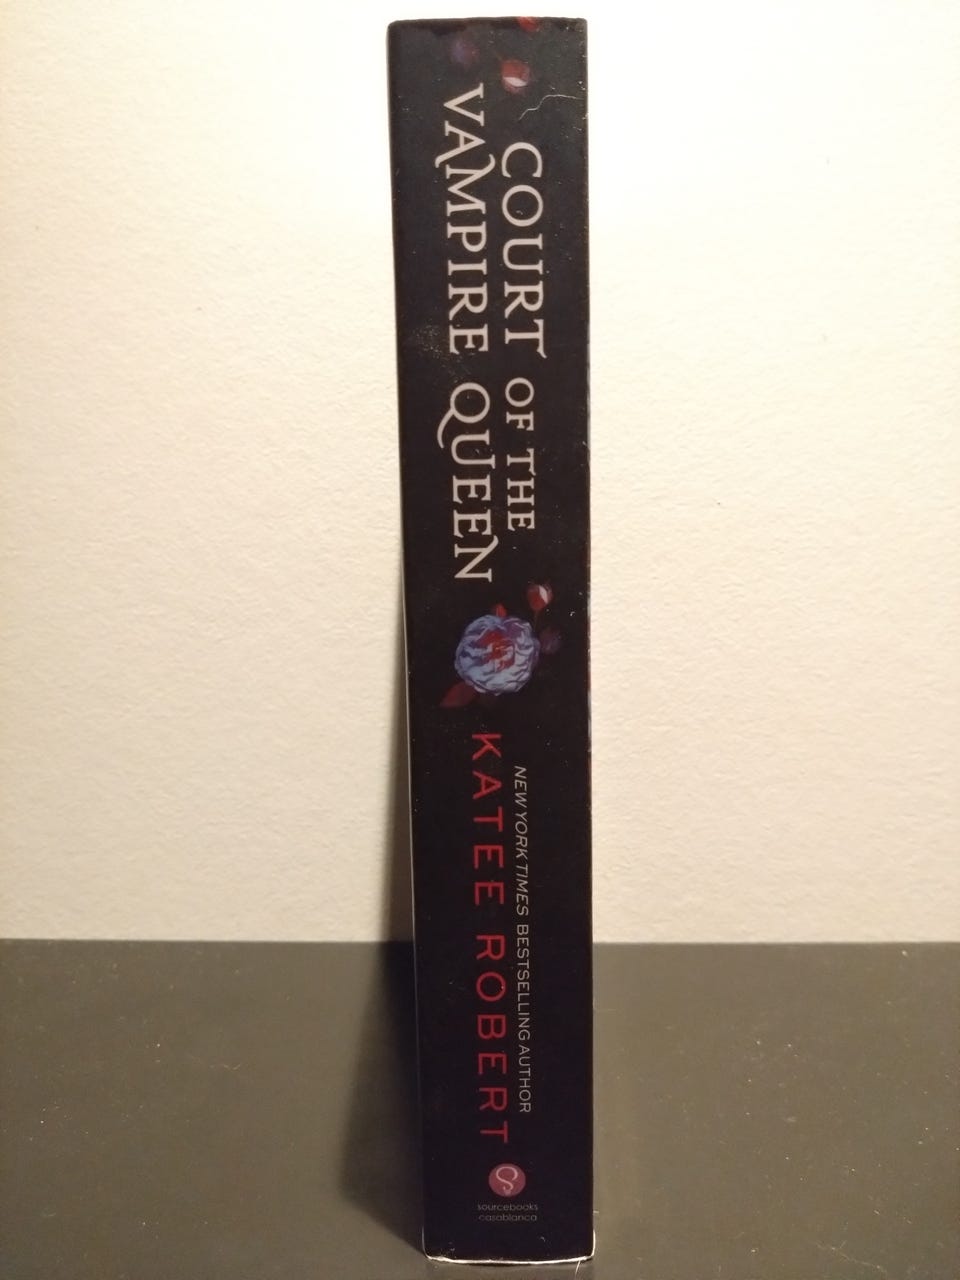 COURT OF THE
VAMPIRE QUEEN
NEW YORK TIMES BESTSELLING AUTHOR
KATEE ROBERT
sourcebooks
casablanca